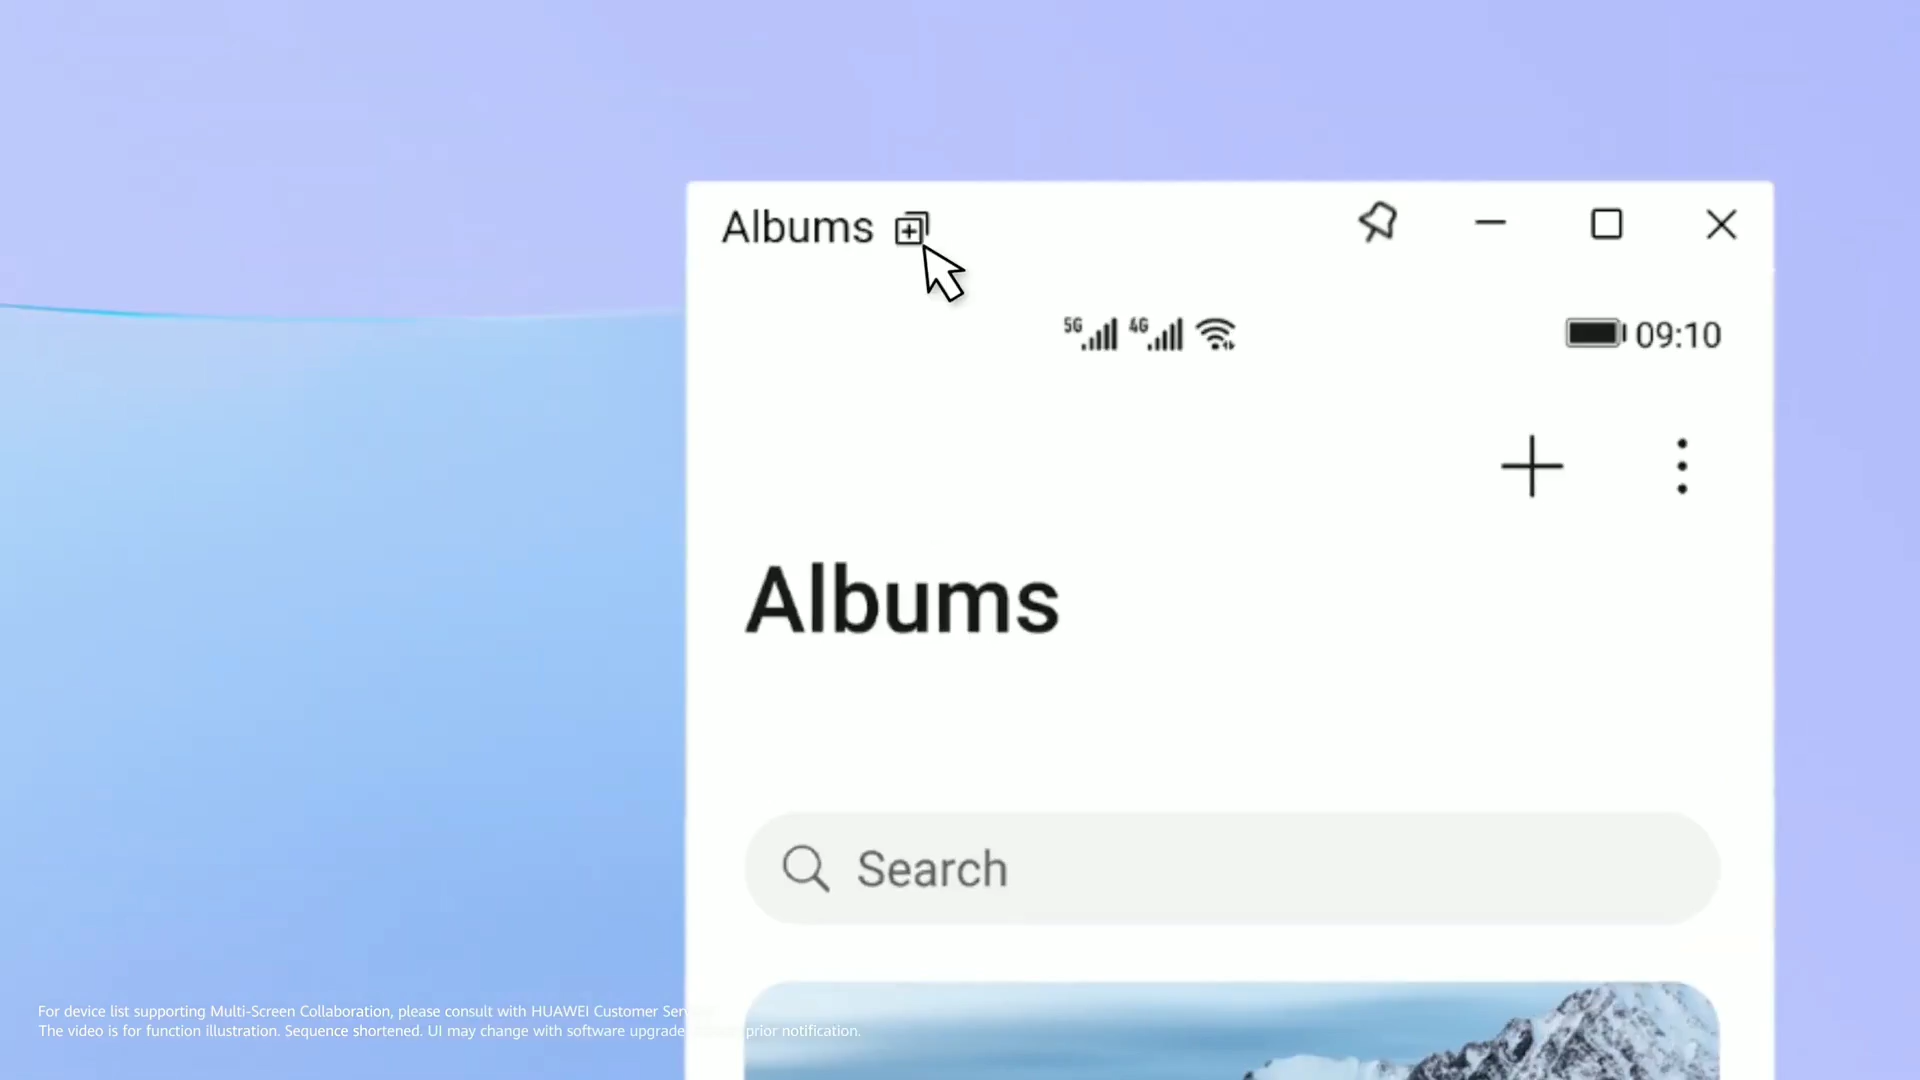 Albums
5G 4G 09:10
Albums
Search
For device list supporting Multi-Screen Collaboration, please consult with HUAWEI Customer
The video is for function illustration. Sequence shortened. UI may change with software upgrade prior notification.